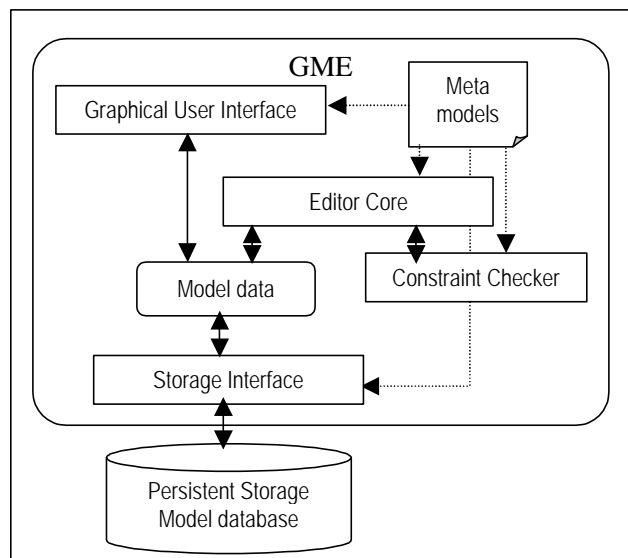 GME
Meta
models
Graphical User Interface
Editor Core
Model data
Constraint Checker
Storage Interface
Persistent Storage
Model database